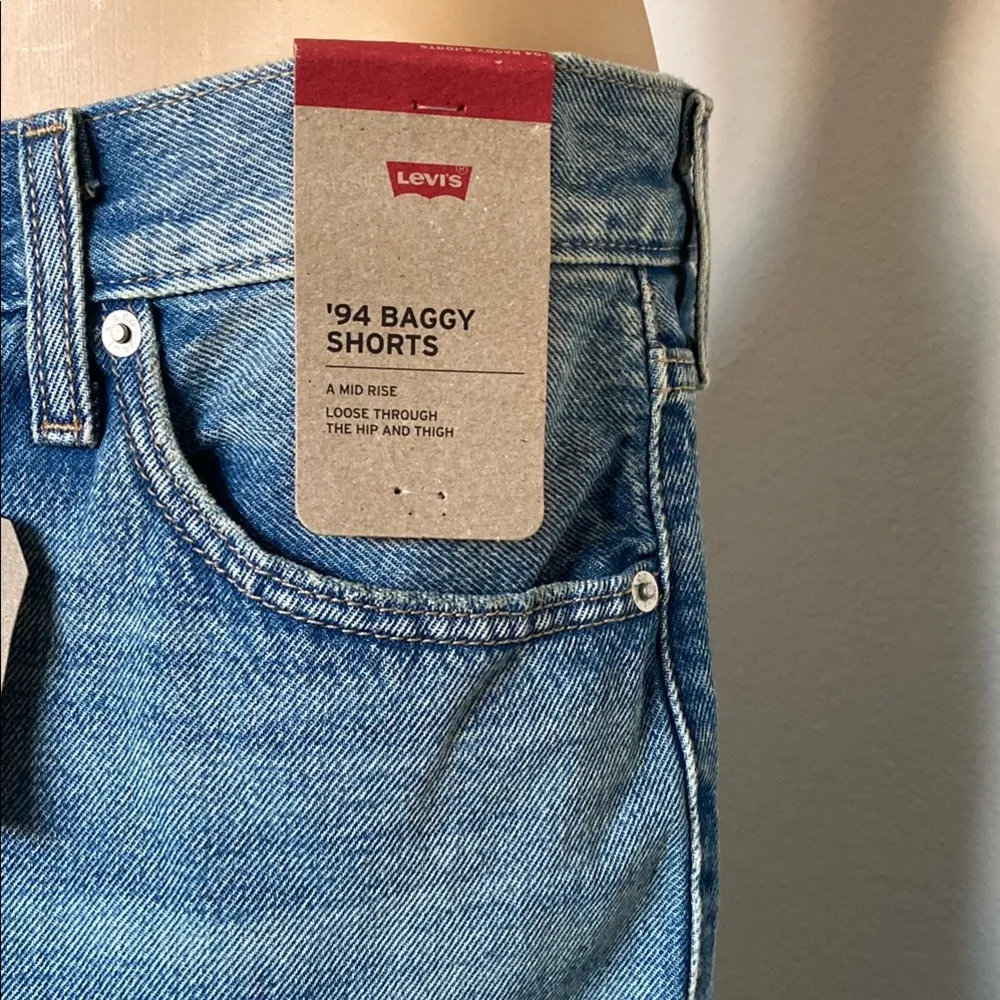 '94 BAGGY SHORTS
LEVI'S®
'94 BAGGY
SHORTS
A MID RISE
LOOSE THROUGH
THE HIP AND THIGH